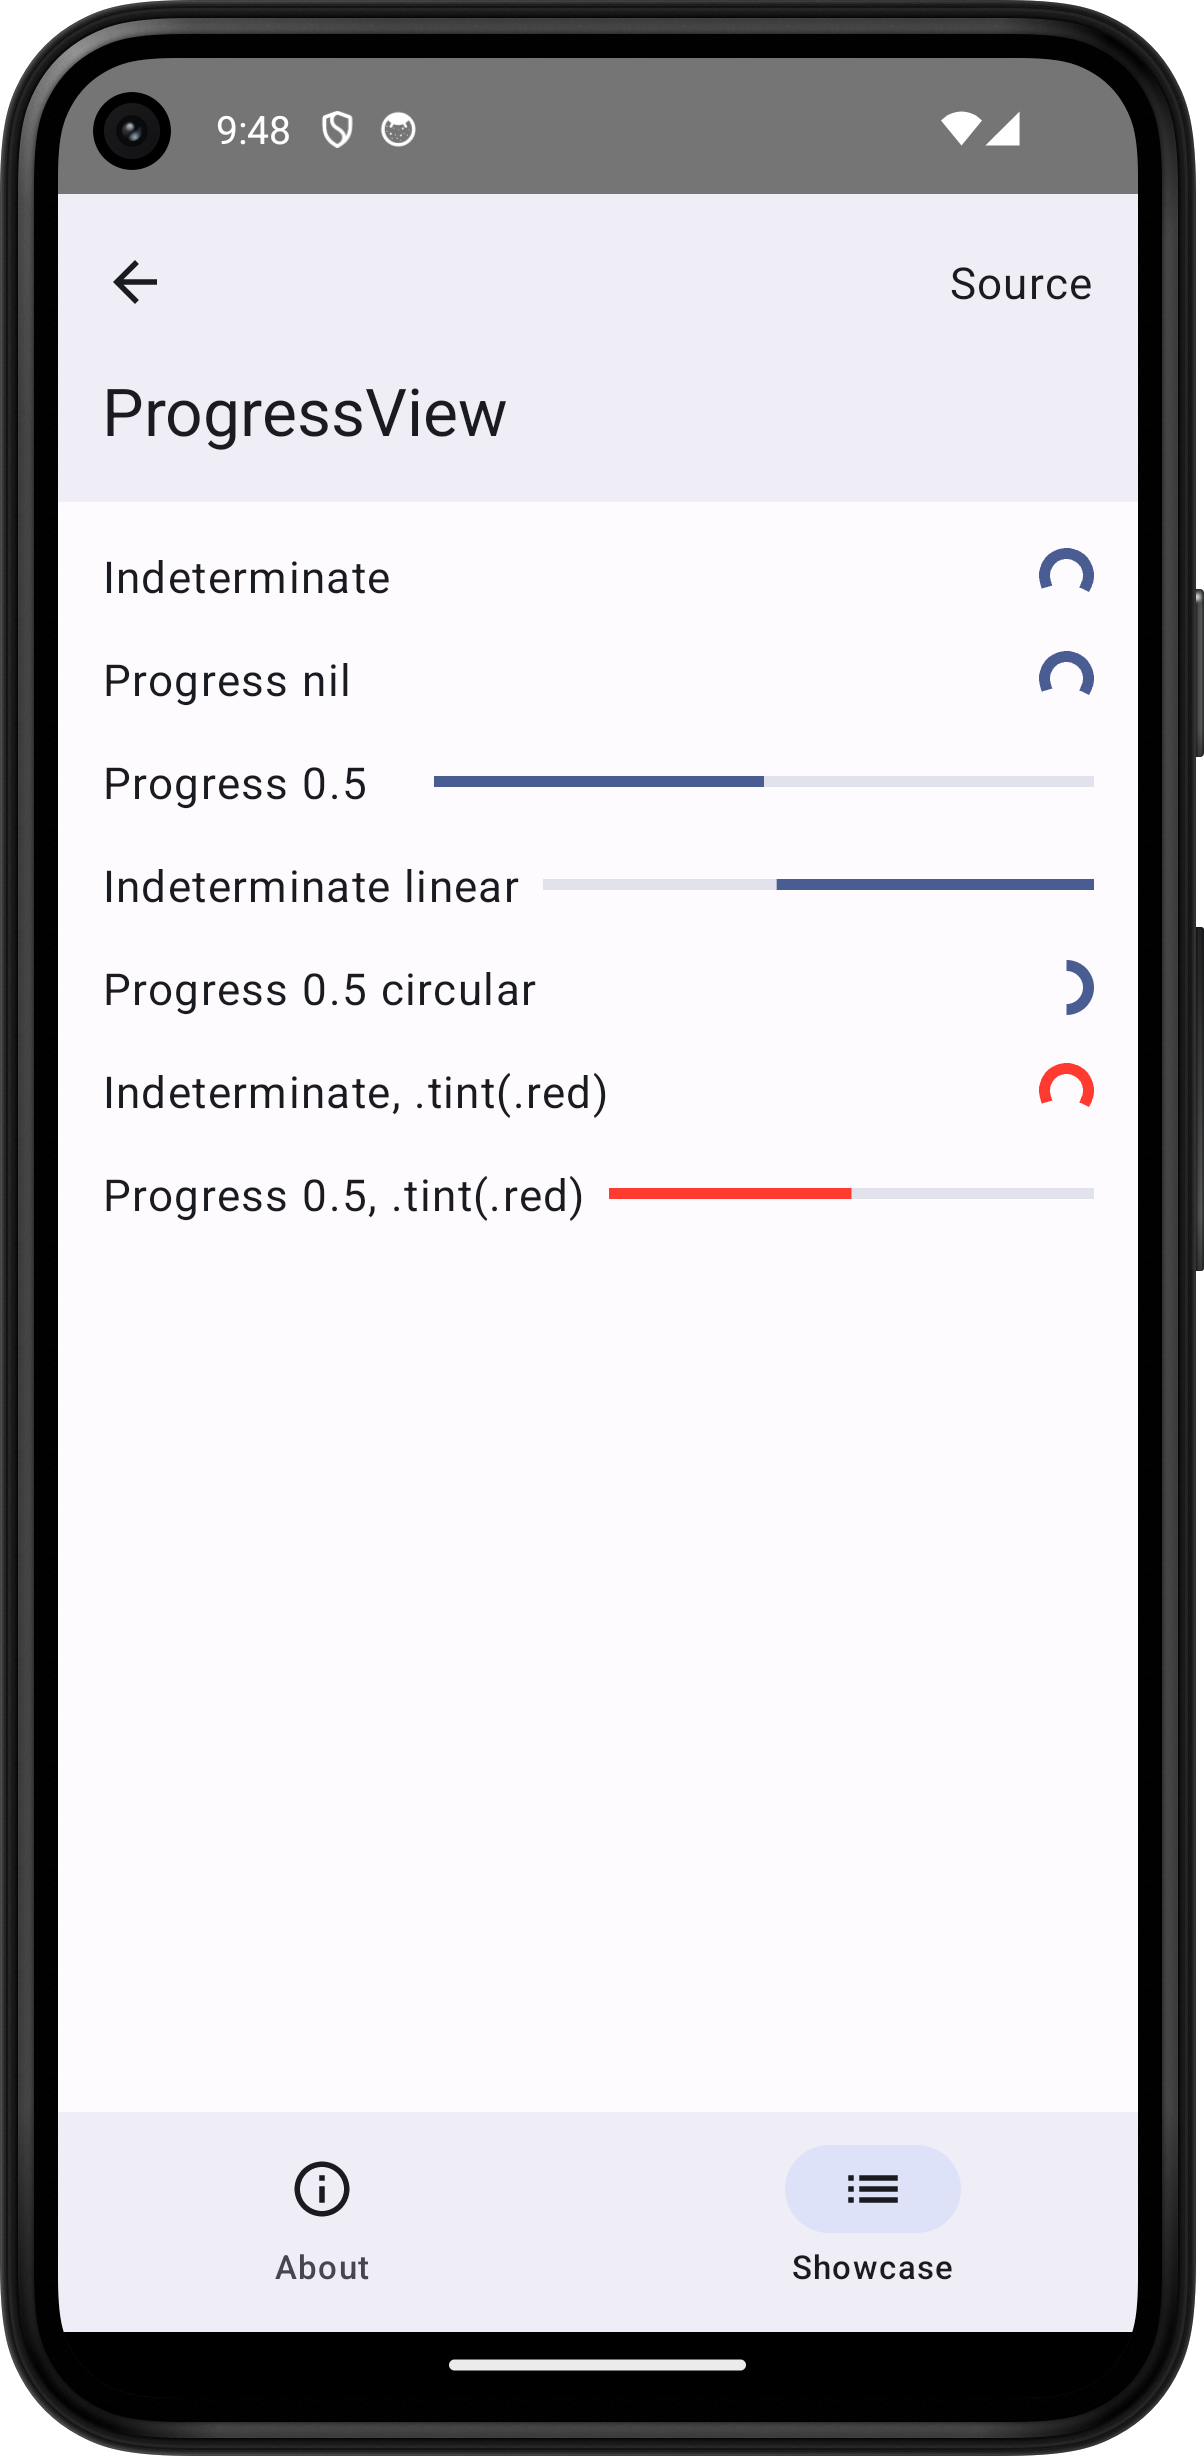 9:48
Source
ProgressView
Indeterminate
Progress nil
Progress 0.5
Indeterminate linear
Progress 0.5 circular
Indeterminate, .tint(.red)
Progress 0.5, .tint(.red)
About
Showcase